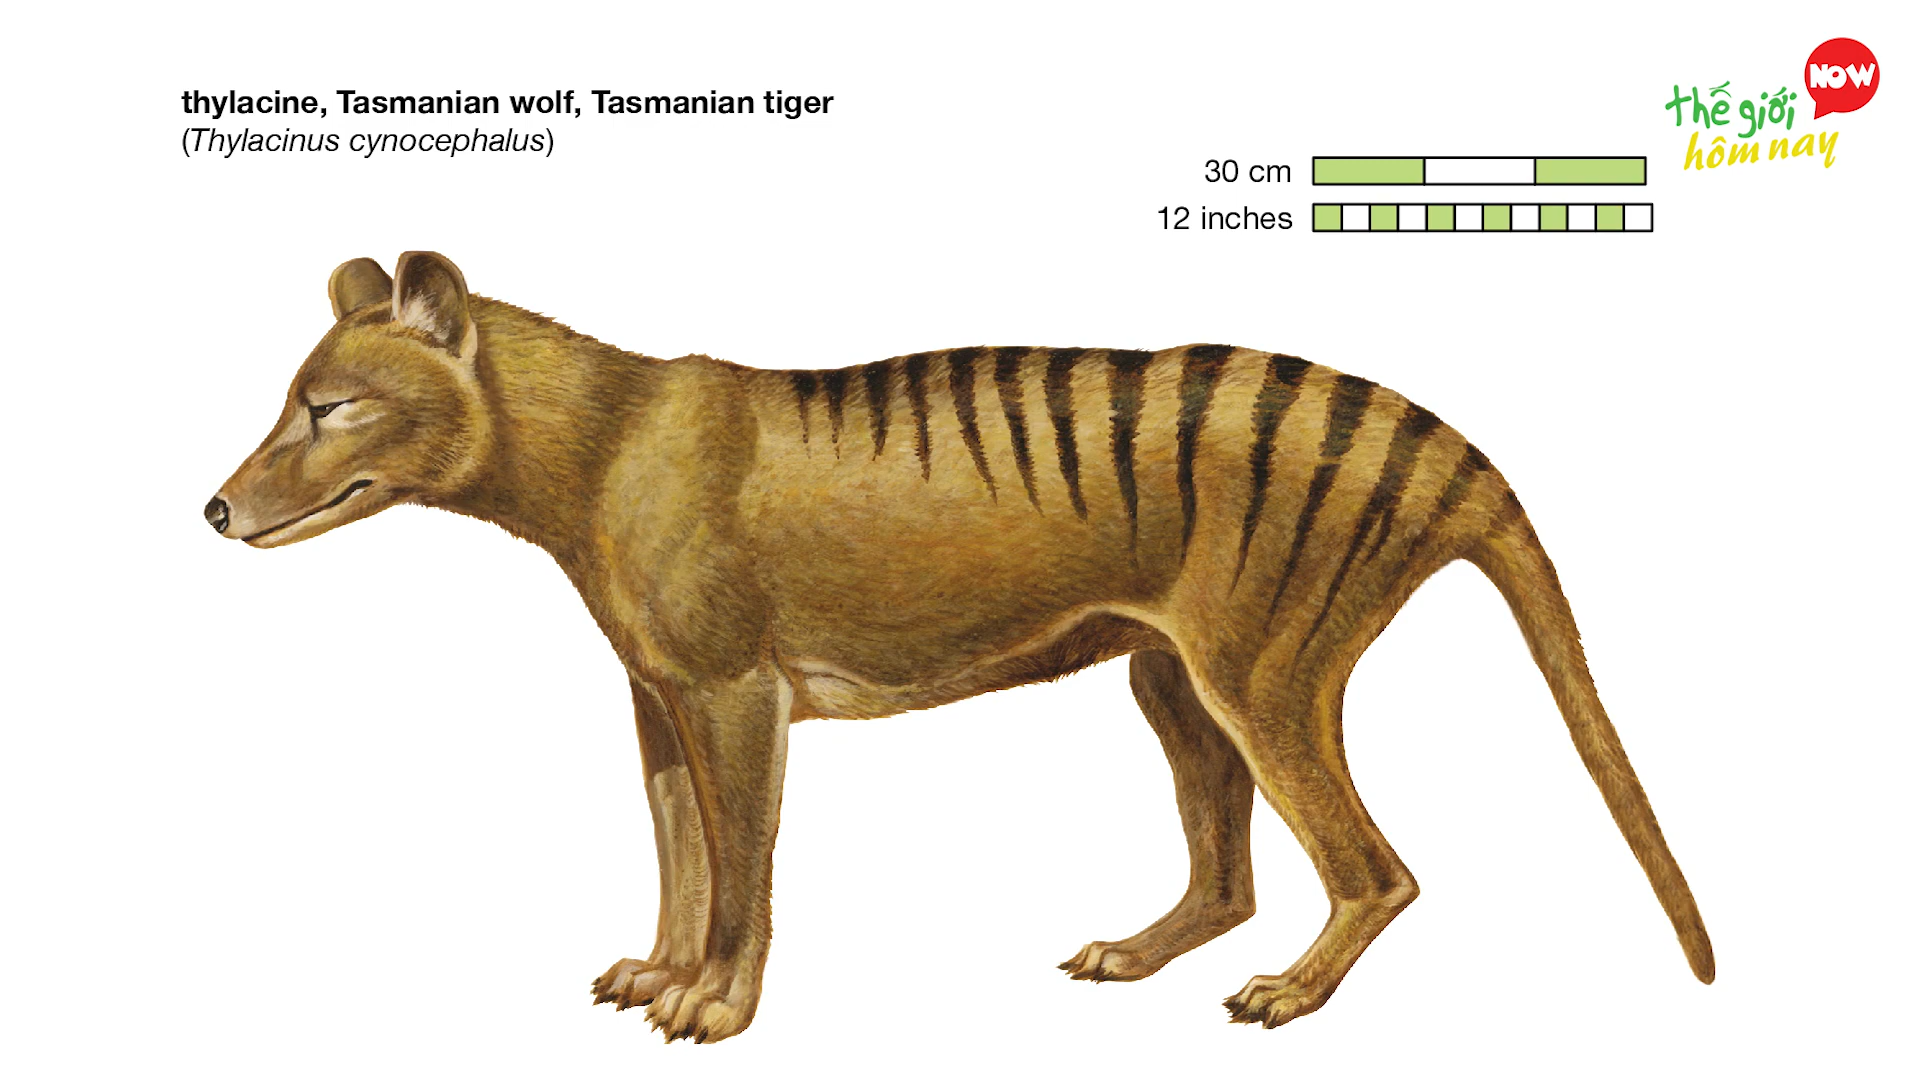 thylacine, Tasmanian wolf, Tasmanian tiger
(Thylacinus cynocephalus)
30 cm
12 inches
NOW
thế giới
hôm nay